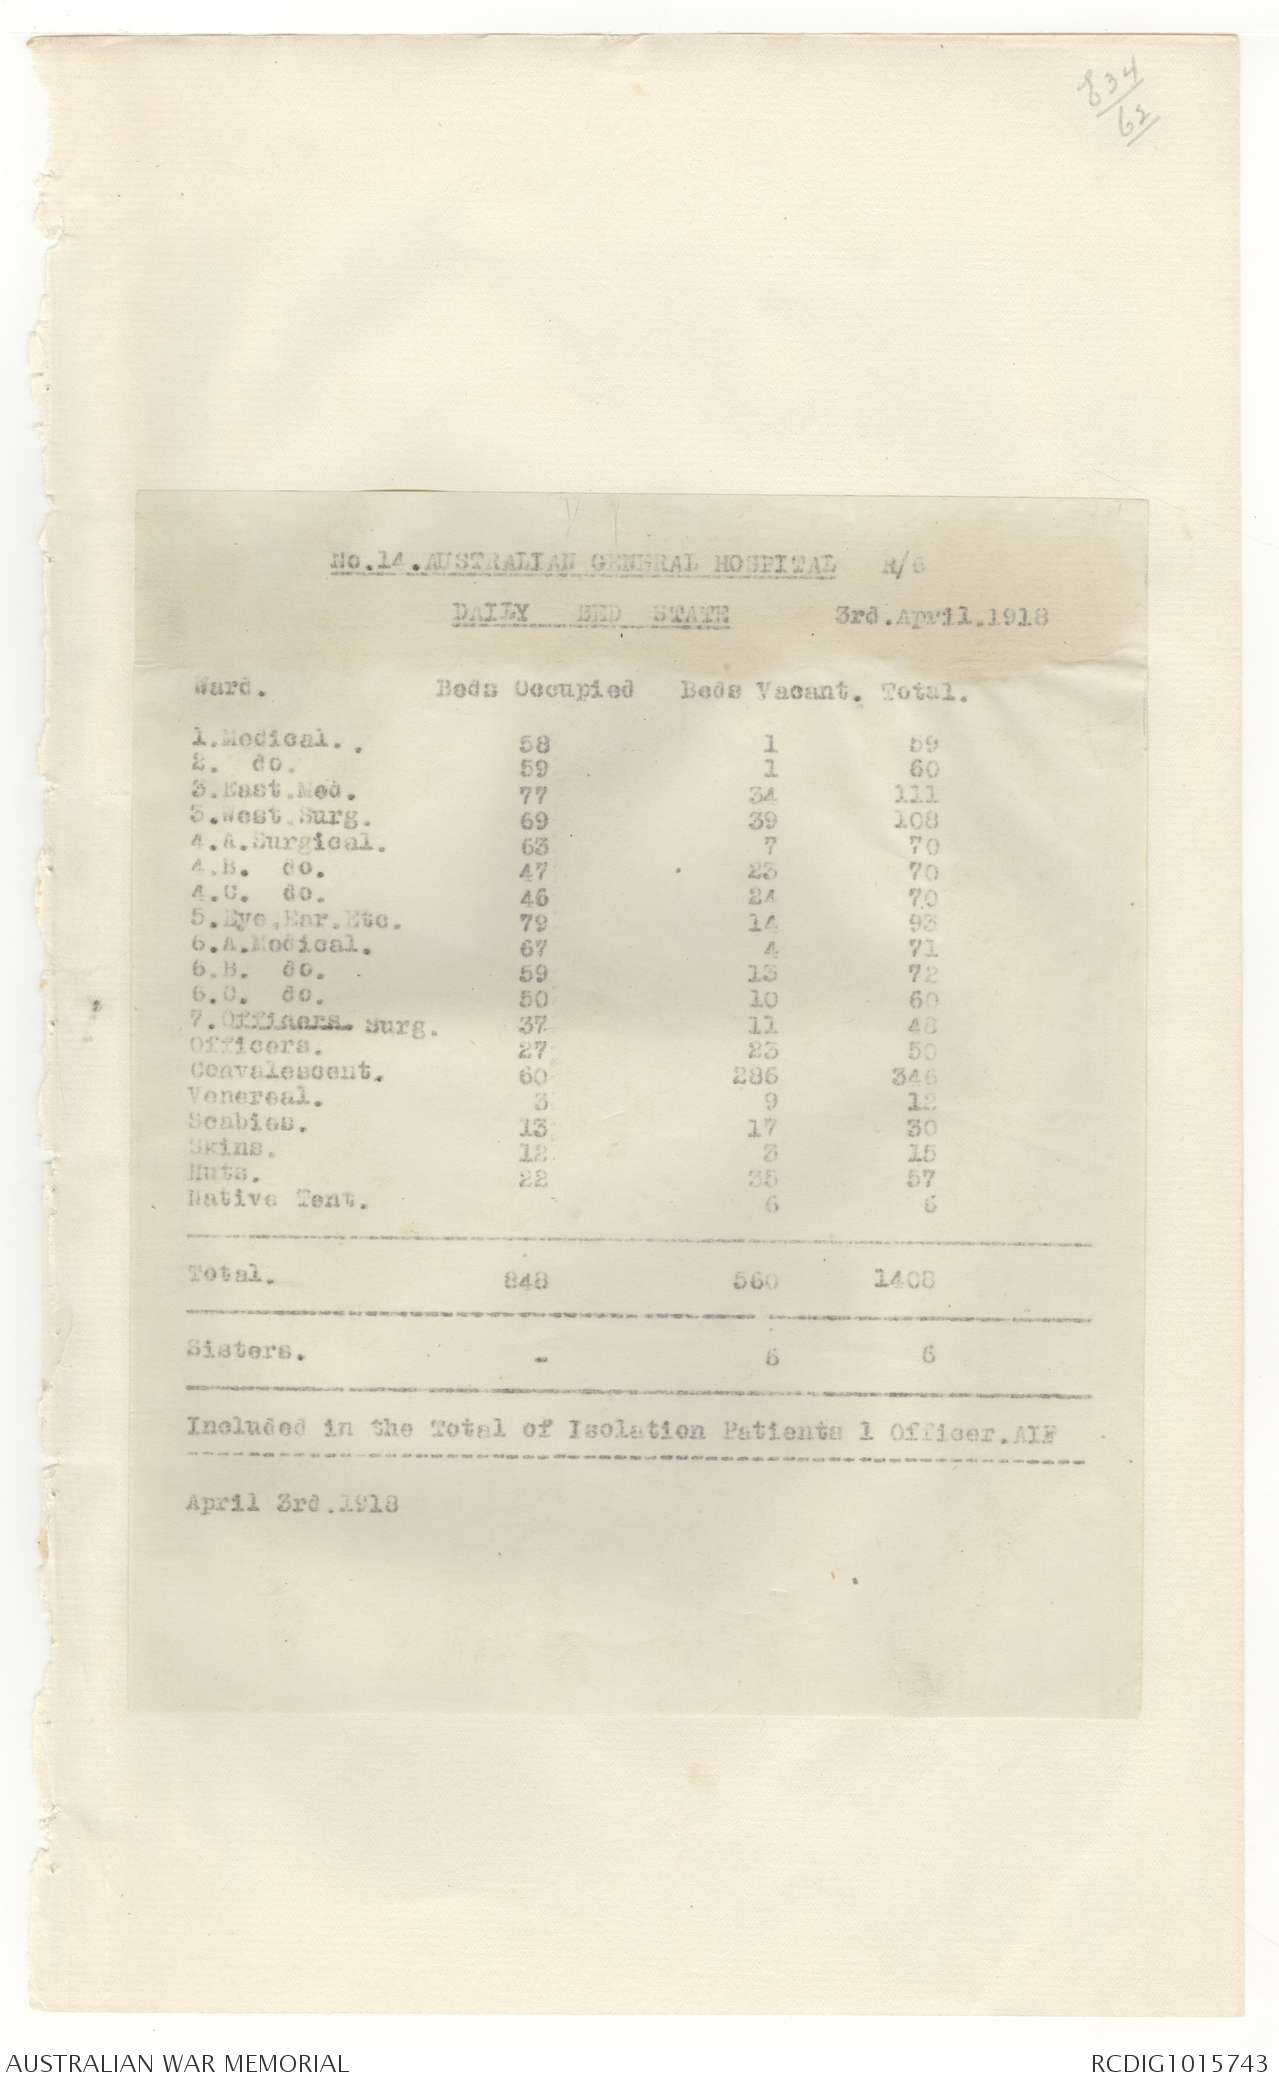 834
62
No.14.AUSTRALIAN GENERAL HOSPITAL R/6
DAILY BED STATE 3rd.April.1918
Ward. Beds Occupied Beds Vacant. Total.
1.Medical.. 58 1 59
2. do. 59 1 60
3.East.Med. 77 34 111
3.West.Surg. 69 39 108
4.A.Surgical. 63 7 70
4.B. do. 47 23 70
4.C. do. 46 24 70
5.Eye.Ear.Etc. 79 14 93
6.A.Medical. 67 4 71
6.B. do. 59 13 72
6.C. do. 50 10 60
7.Officers. Surg. 37 11 48
Officers. 27 23 50
Convalescent. 60 286 346
Venereal. 3 9 12
Scabies. 13 17 30
Skins. 12 3 15
Huts. 22 35 57
Native Tent. 6 6
Total. 848 560 1408
Sisters. - 6 6
Included in the Total of Isolation Patients 1 Officer.AIF
April 3rd.1918
AUSTRALIAN WAR MEMORIAL RCDIG1015743